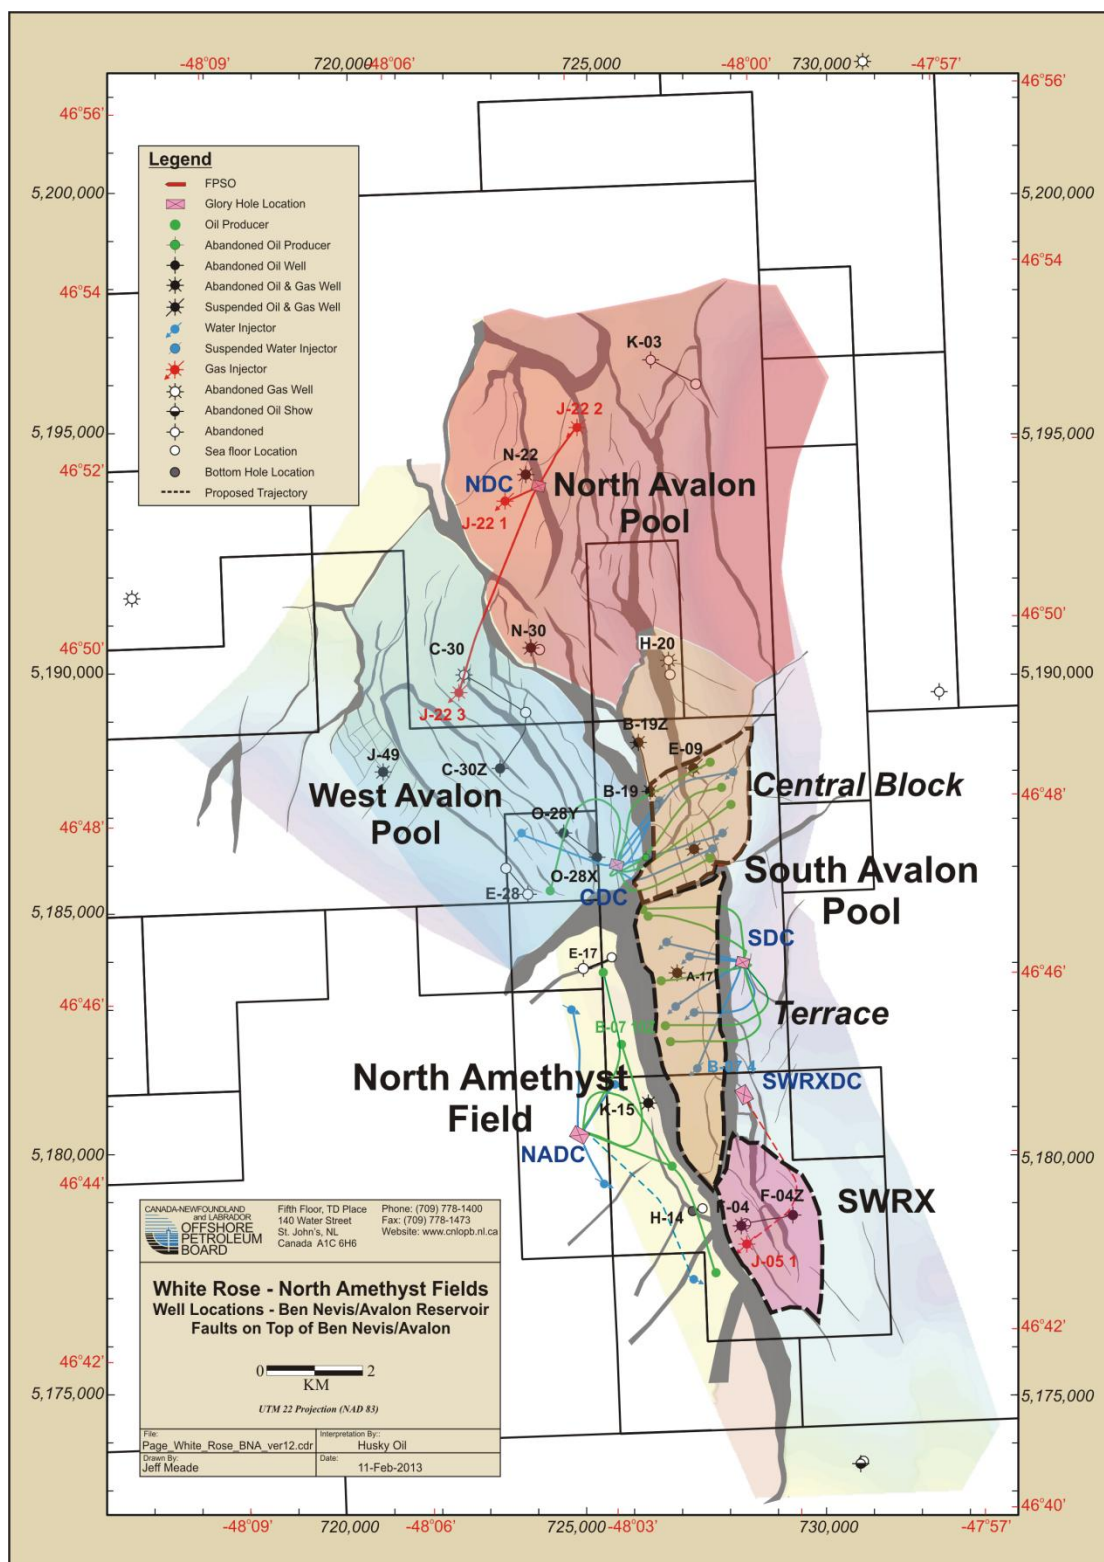 -48°09'
720,000
-48°06'
725,000
-48°00'
730,000
-47°57'
46°56'
46°56'
5,200,000
5,200,000
46°54'
46°54'
5,195,000
5,195,000
46°52'
46°52'
46°50'
46°50'
5,190,000
5,190,000
46°48'
46°48'
5,185,000
5,185,000
46°46'
46°46'
5,180,000
5,180,000
46°44'
46°44'
46°42'
46°42'
5,175,000
5,175,000
46°40'
-48°09'
720,000
-48°06'
725,000
-48°03'
730,000
-47°57'
Legend
FPSO
Glory Hole Location
Oil Producer
Abandoned Oil Producer
Abandoned Oil Well
Abandoned Oil & Gas Well
Suspended Oil & Gas Well
Water Injector
Suspended Water Injector
Gas Injector
Abandoned Gas Well
Abandoned Oil Show
Abandoned
Sea floor Location
Bottom Hole Location
Proposed Trajectory
K-03
J-22 2
N-22
NDC
North Avalon
Pool
J-22 1
N-30
H-20
C-30
J-22 3
B-19Z
E-09
J-49
C-30Z
B-19
Central Block
West Avalon
Pool
O-28Y
O-28X
E-28
CDC
South Avalon
Pool
SDC
E-17
A-17
Terrace
B-07
B-07 4
SWRXDC
North Amethyst
Field
K-15
NADC
SWRX
F-04Z
F-04
H-14
J-05 1
CANADA-NEWFOUNDLAND
and LABRADOR
OFFSHORE
PETROLEUM
BOARD
Fifth Floor, TD Place
140 Water Street
St. John's, NL
Canada A1C 6H6
Phone: (709) 778-1400
Fax: (709) 778-1473
Website: www.cnlopb.nl.ca
White Rose - North Amethyst Fields
Well Locations - Ben Nevis/Avalon Reservoir
Faults on Top of Ben Nevis/Avalon
0 2
KM
UTM 22 Projection (NAD 83)
File:
Page_White_Rose_BNA_ver12.cdr
Interpretation By::
Husky Oil
Drawn By:
Jeff Meade
Date:
11-Feb-2013